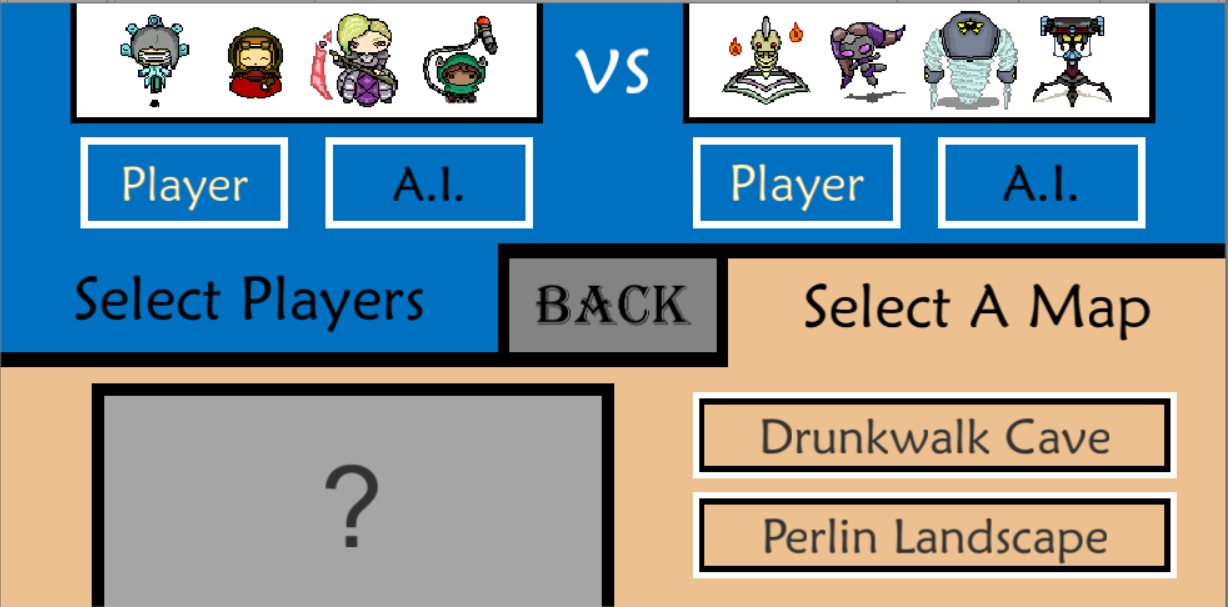 VS
Player
A.I.
Player
A.I.
Select Players
BACK
Select A Map
?
Drunkwalk Cave
Perlin Landscape